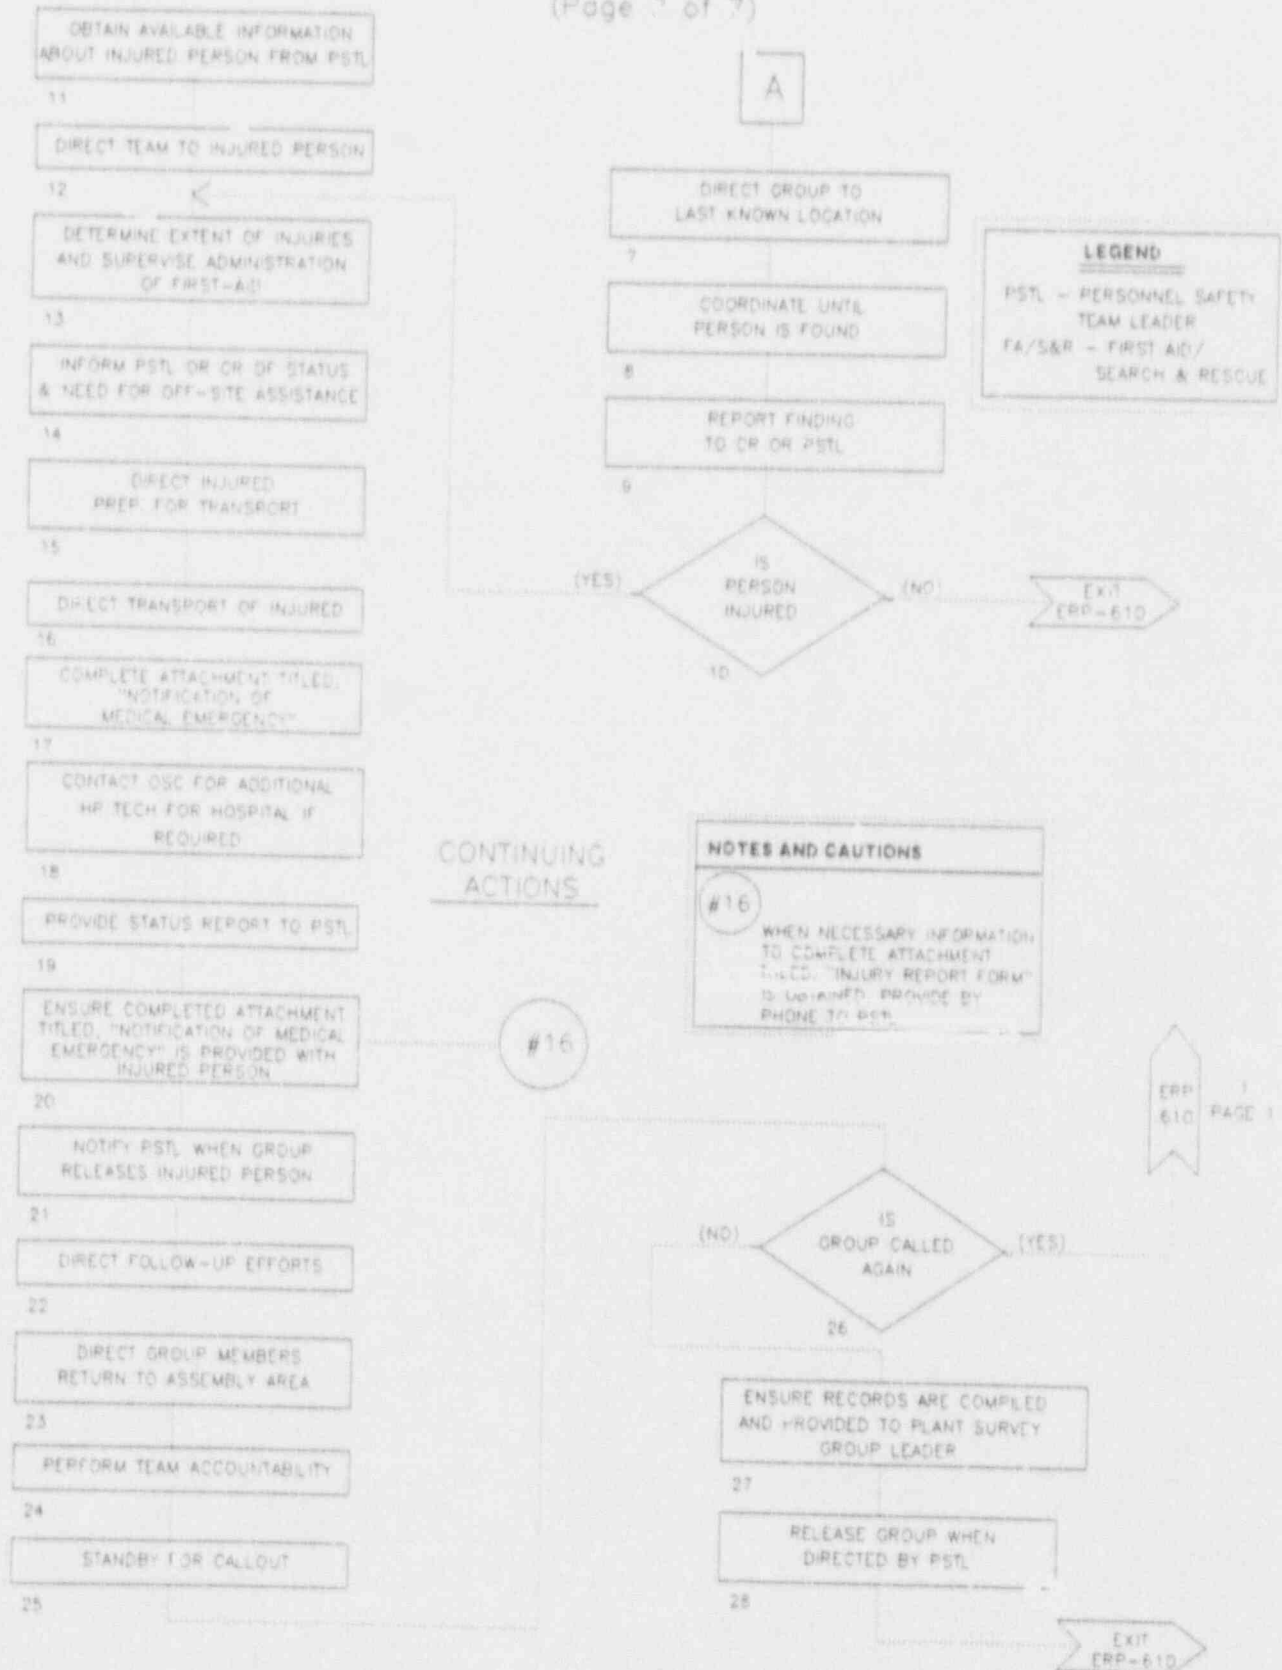 (Page of 7)
OBTAIN AVAILABLE INFORMATION
ABOUT INJURED PERSON FROM PSTL
11
DIRECT TEAM TO INJURED PERSON
12
DETERMINE EXTENT OF INJURIES
AND SUPERVISE ADMINISTRATION
OF FIRST-AID
13
INFORM PSTL OR CR OF STATUS
& NEED FOR OFF-SITE ASSISTANCE
14
DIRECT INJURED
PREP. FOR TRANSPORT
15
DIRECT TRANSPORT OF INJURED
16
COMPLETE ATTACHMENT TITLED,
"NOTIFICATION OF
MEDICAL EMERGENCY"
17
CONTACT OSC FOR ADDITIONAL
HP TECH FOR HOSPITAL IF
REQUIRED
18
PROVIDE STATUS REPORT TO PSTL
19
ENSURE COMPLETED ATTACHMENT
TITLED, "NOTIFICATION OF MEDICAL
EMERGENCY" IS PROVIDED WITH
INJURED PERSON
20
NOTIFY PSTL WHEN GROUP
RELEASES INJURED PERSON
21
DIRECT FOLLOW-UP EFFORTS
22
DIRECT GROUP MEMBERS
RETURN TO ASSEMBLY AREA
23
PERFORM TEAM ACCOUNTABILITY
24
STANDBY FOR CALLOUT
25
A
DIRECT GROUP TO
LAST KNOWN LOCATION
7
COORDINATE UNTIL
PERSON IS FOUND
8
REPORT FINDING
TO CR OR PSTL
9
IS
PERSON
INJURED
(YES)
(NO)
10
EXIT
ERP-610
LEGEND
PSTL - PERSONNEL SAFETY
TEAM LEADER
FA/S&R - FIRST AID/
SEARCH & RESCUE
CONTINUING
ACTIONS
#16
NOTES AND CAUTIONS
#16
WHEN NECESSARY INFORMATION
TO COMPLETE ATTACHMENT
TITLED, "INJURY REPORT FORM"
IS OBTAINED, PROVIDE BY
PHONE TO PSTL
ERP
610
1
PAGE 1
IS
GROUP CALLED
AGAIN
(NO)
(YES)
26
ENSURE RECORDS ARE COMPILED
AND PROVIDED TO PLANT SURVEY
GROUP LEADER
27
RELEASE GROUP WHEN
DIRECTED BY PSTL
28
EXIT
ERP-610